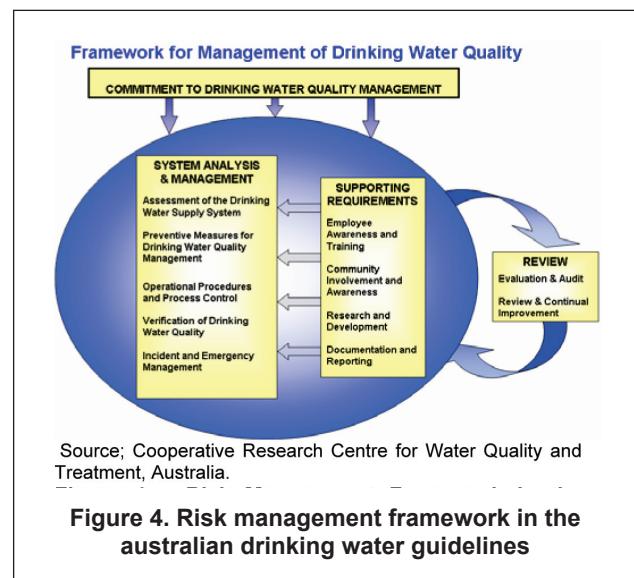 Framework for Management of Drinking Water Quality
COMMITMENT TO DRINKING WATER QUALITY MANAGEMENT
SYSTEM ANALYSIS
& MANAGEMENT
Assessment of the Drinking
Water Supply System
Preventive Measures for
Drinking Water Quality
Management
Operational Procedures
and Process Control
Verification of Drinking
Water Quality
Incident and Emergency
Management
SUPPORTING
REQUIREMENTS
Employee
Awareness and
Training
Community
Involvement and
Awareness
Research and
Development
Documentation and
Reporting
REVIEW
Evaluation & Audit
Review & Continual
Improvement
Source; Cooperative Research Centre for Water Quality and
Treatment, Australia.
Figure 4. Risk management framework in the
australian drinking water guidelines